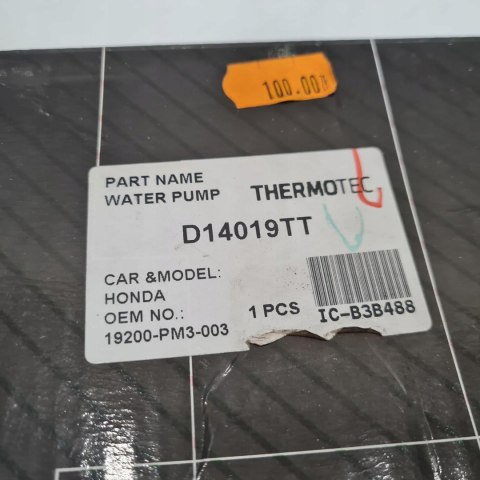 100.00zł
PART NAME
WATER PUMP
THERMOTEC
D14019TT
CAR &MODEL:
HONDA
OEM NO.:
19200-PM3-003
1 PCS
IC-B3B488